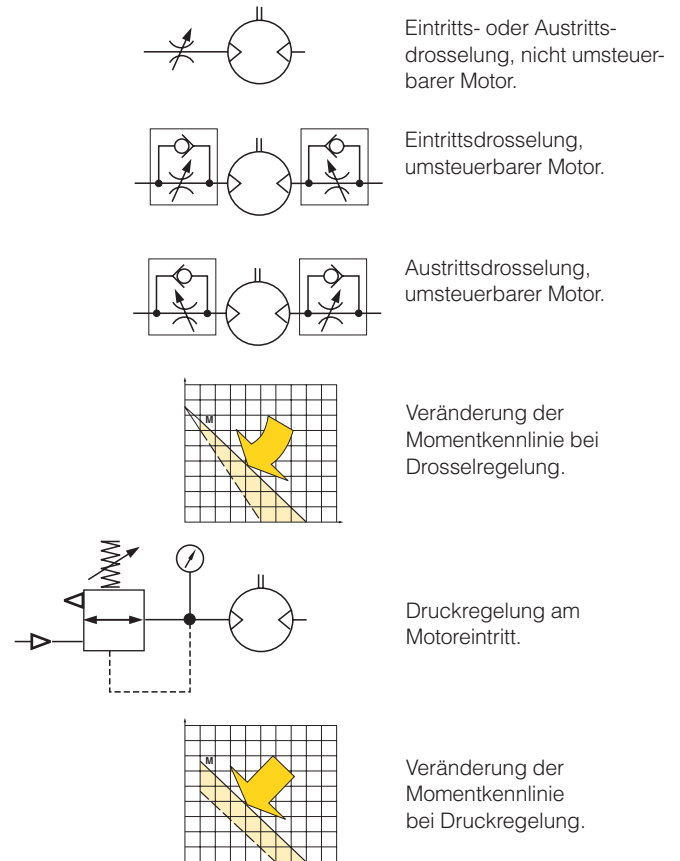 Eintritts- oder Austritts-
drosselung, nicht umsteuer-
barer Motor.
Eintrittsdrosselung,
umsteuerbarer Motor.
Austrittsdrosselung,
umsteuerbarer Motor.
M
Veränderung der
Momentkennlinie bei
Drosselregelung.
Druckregelung am
Motoreintritt.
M
Veränderung der
Momentkennlinie
bei Druckregelung.